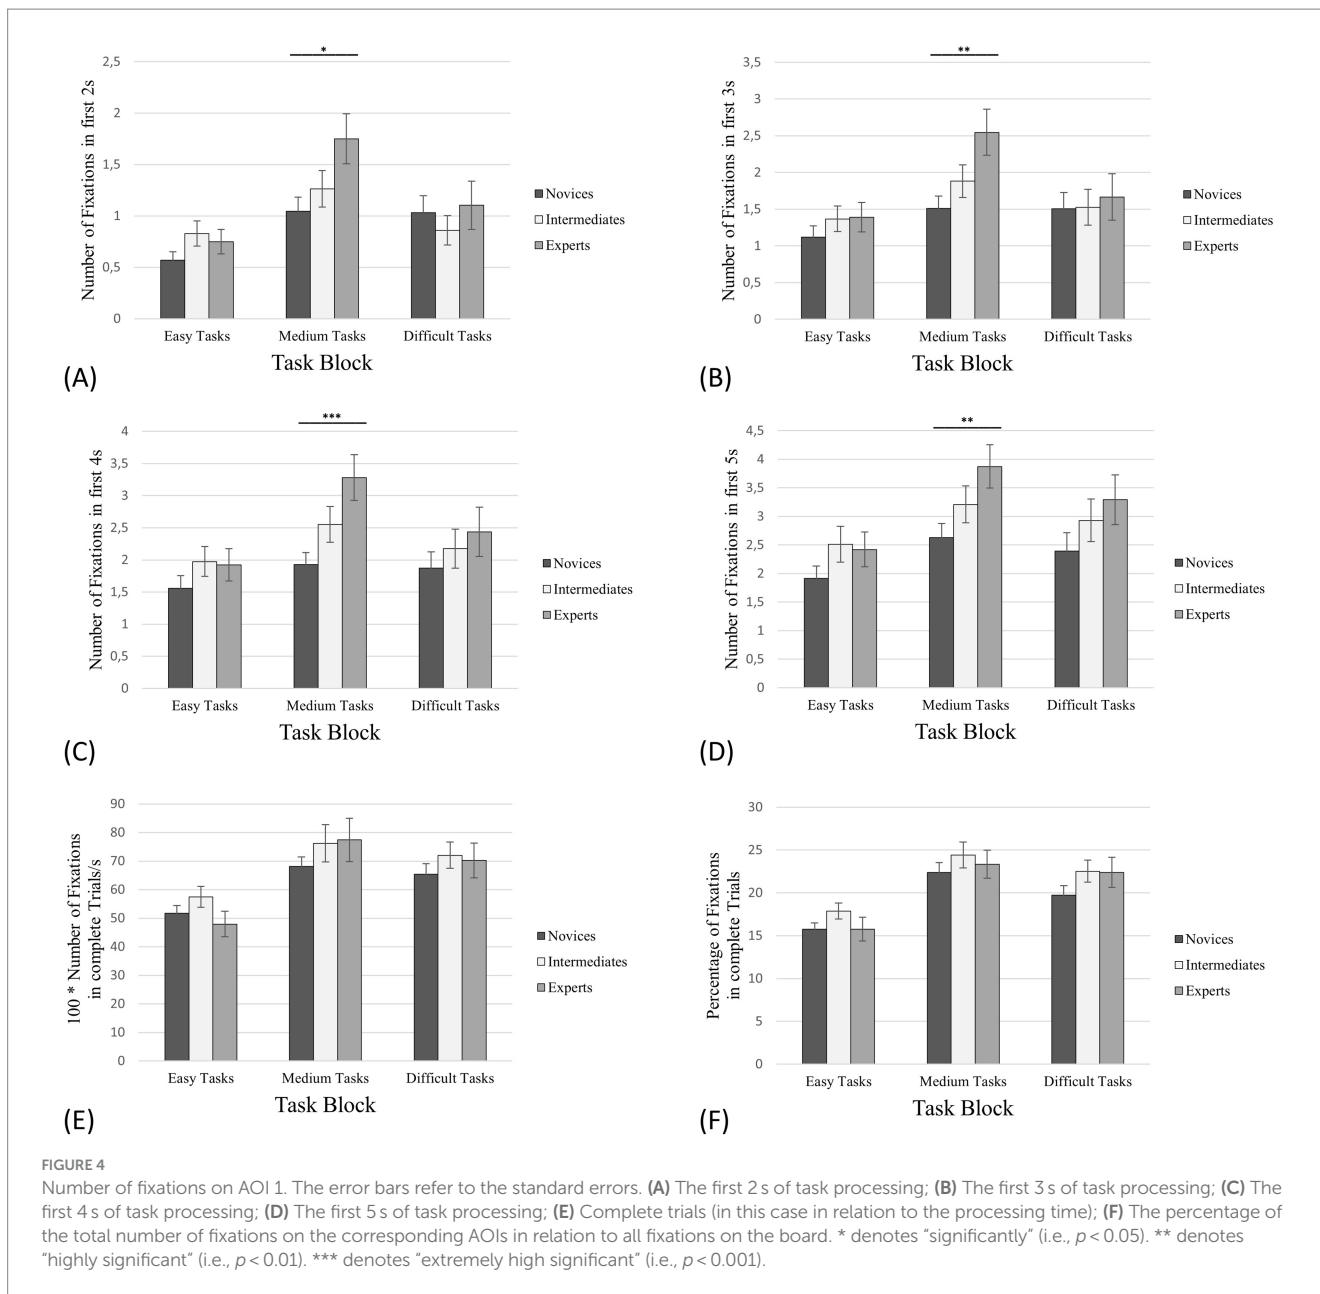 *
2,5
2
1,5
1
0,5
0
Number of Fixations in first 2s
Easy Tasks Medium Tasks Difficult Tasks
Task Block
Novices
Intermediates
Experts
(A)
**
3,5
3
2,5
2
1,5
1
0,5
0
Number of Fixations in first 3s
Easy Tasks Medium Tasks Difficult Tasks
Task Block
Novices
Intermediates
Experts
(B)
***
4
3,5
3
2,5
2
1,5
1
0,5
0
Number of Fixations in first 4s
Easy Tasks Medium Tasks Difficult Tasks
Task Block
Novices
Intermediates
Experts
(C)
**
4,5
4
3,5
3
2,5
2
1,5
1
0,5
0
Number of Fixations in first 5s
Easy Tasks Medium Tasks Difficult Tasks
Task Block
Novices
Intermediates
Experts
(D)
90
80
70
60
50
40
30
20
10
0
100 * Number of Fixations
in complete Trials/s
Easy Tasks Medium Tasks Difficult Tasks
Task Block
Novices
Intermediates
Experts
(E)
30
25
20
15
10
5
0
Percentage of Fixations
in complete Trials
Easy Tasks Medium Tasks Difficult Tasks
Task Block
Novices
Intermediates
Experts
(F)
FIGURE 4
Number of fixations on AOI 1. The error bars refer to the standard errors. (A) The first 2 s of task processing; (B) The first 3 s of task processing; (C) The
first 4 s of task processing; (D) The first 5 s of task processing; (E) Complete trials (in this case in relation to the processing time); (F) The percentage of
the total number of fixations on the corresponding AOIs in relation to all fixations on the board. * denotes “significantly” (i.e., p < 0.05). ** denotes
“highly significant” (i.e., p < 0.01). *** denotes “extremely high significant” (i.e., p < 0.001).